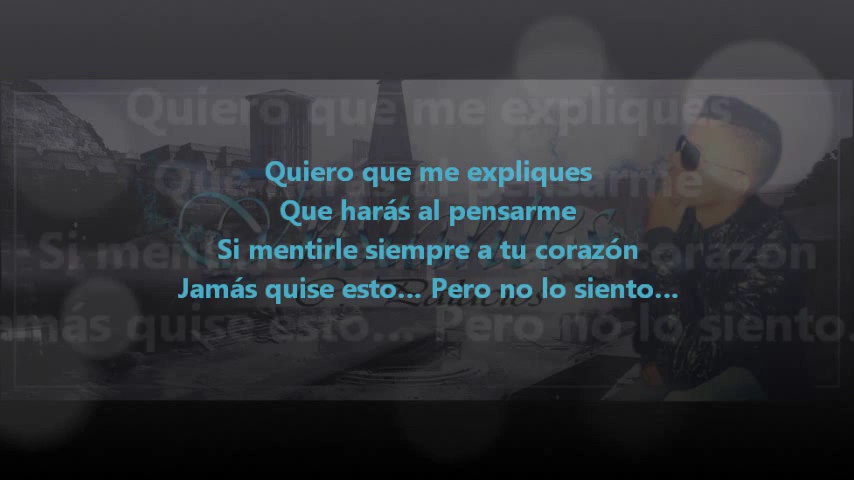 Quiero que me expliques
Que harás al pensarme
Si mentirle siempre a tu corazón
Jamás quise esto... Pero no lo siento...